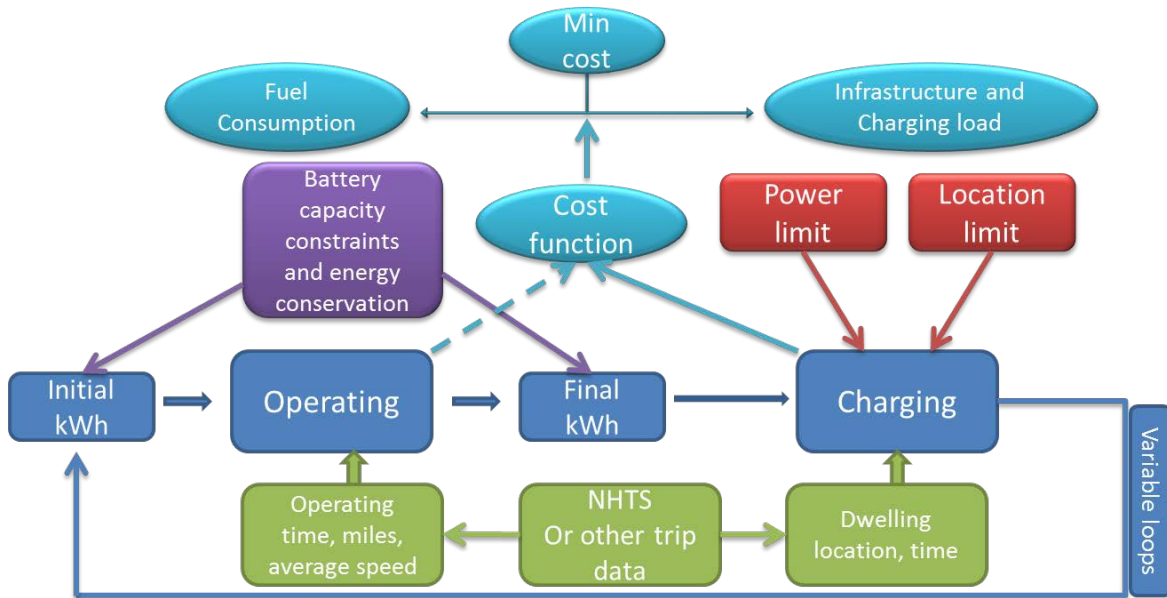 Min
cost
Fuel
Consumption
Infrastructure and
Charging load
Battery
capacity
constraints
and energy
conservation
Cost
function
Power
limit
Location
limit
Initial
kWh
Operating
Final
kWh
Charging
Variable loops
Operating
time, miles,
average speed
NHTS
Or other trip
data
Dwelling
location, time